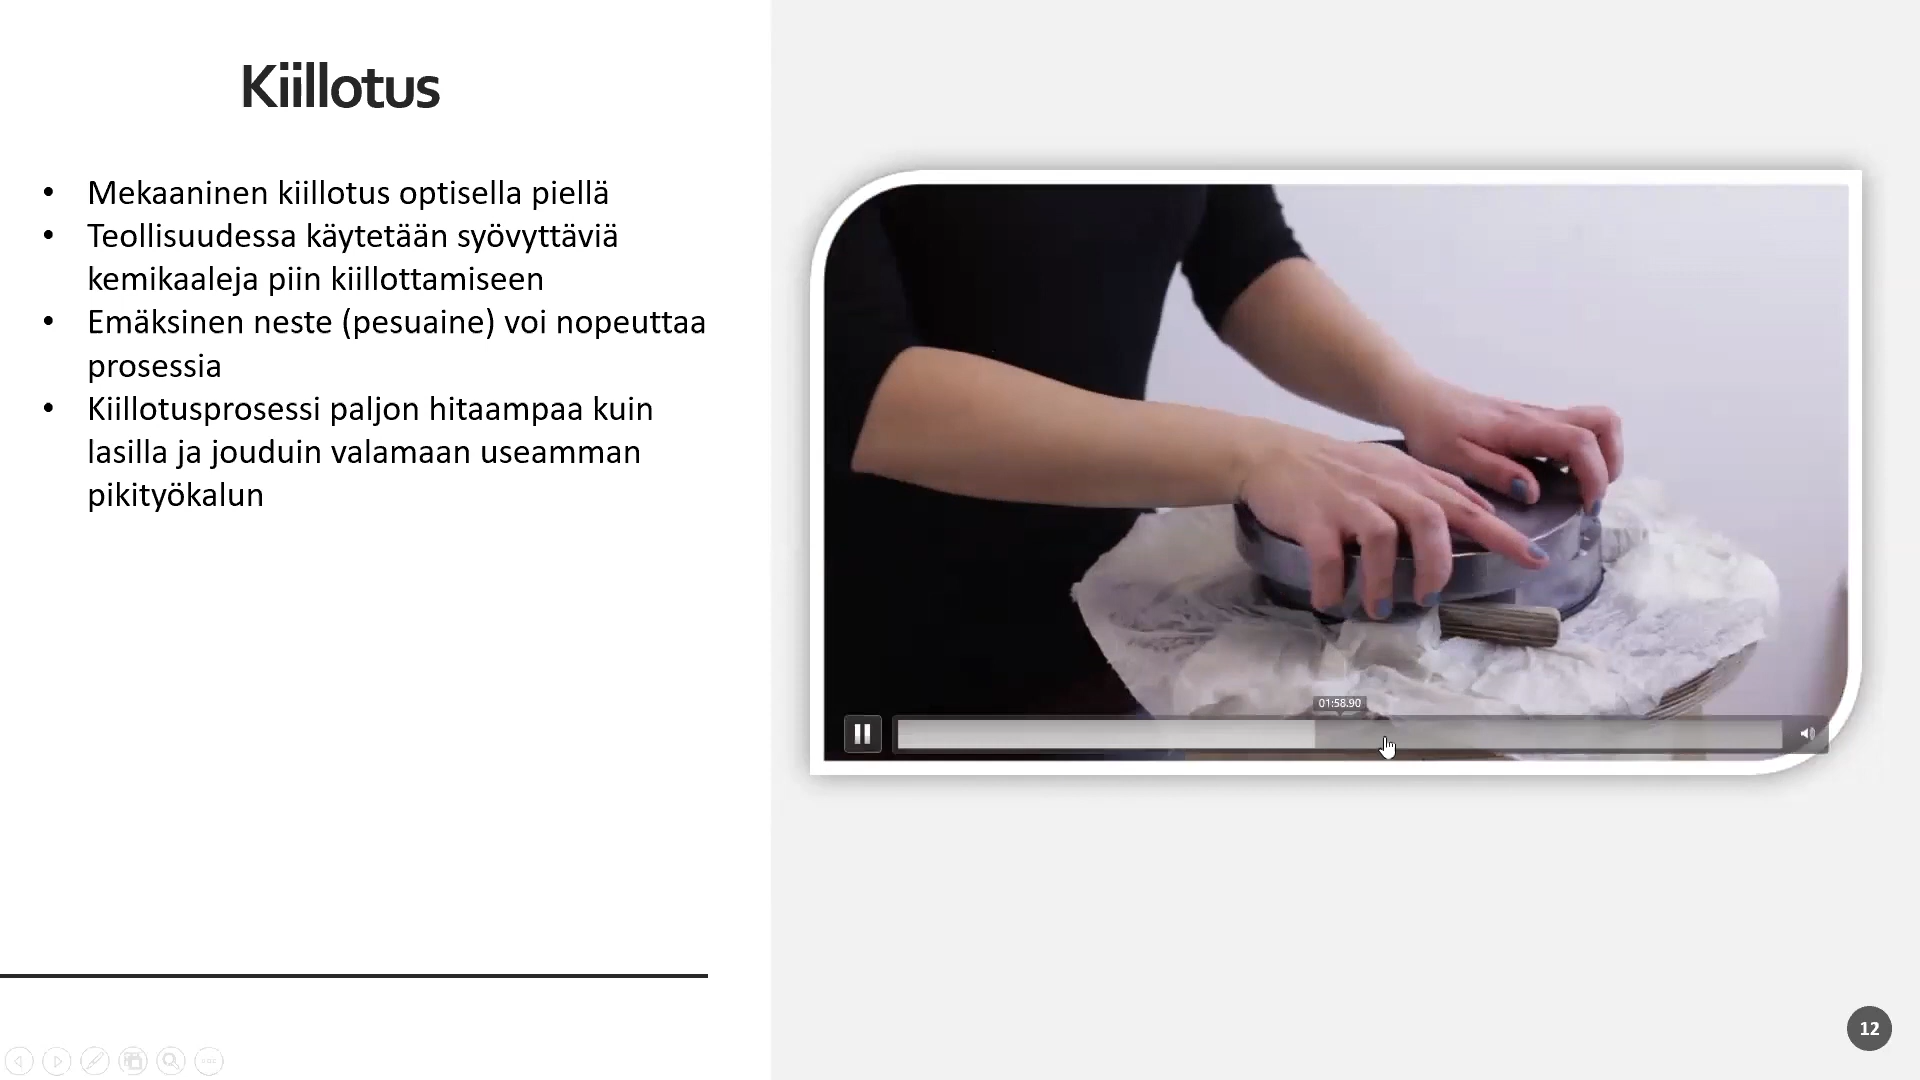 Kiillotus
• Mekaaninen kiillotus optisella piellä
• Teollisuudessa käytetään syövyttäviä
kemikaaleja piin kiillottamiseen
• Emäksinen neste (pesuaine) voi nopeuttaa
prosessia
• Kiillotusprosessi paljon hitaampaa kuin
lasilla ja jouduin valamaan useamman
pikityökalun
01:58.90
12